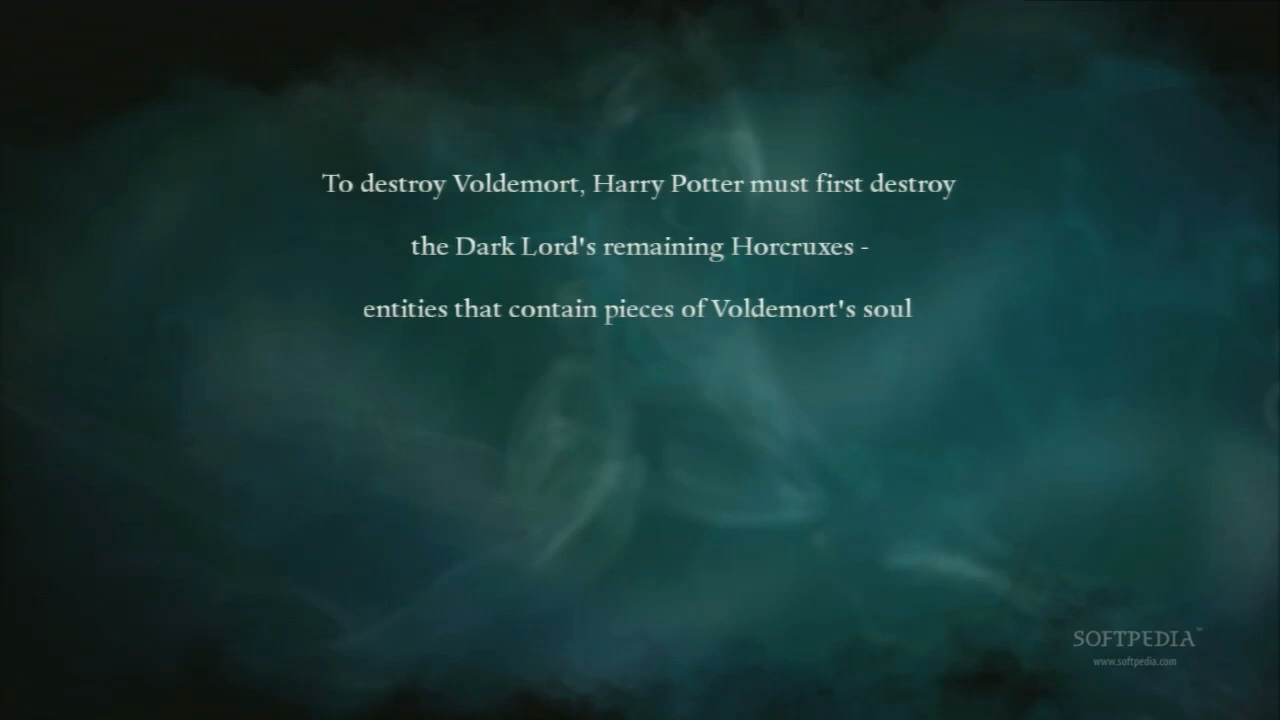 To destroy Voldemort, Harry Potter must first destroy
the Dark Lord's remaining Horcruxes -
entities that contain pieces of Voldemort's soul
SOFTPEDIA™
www.softpedia.com